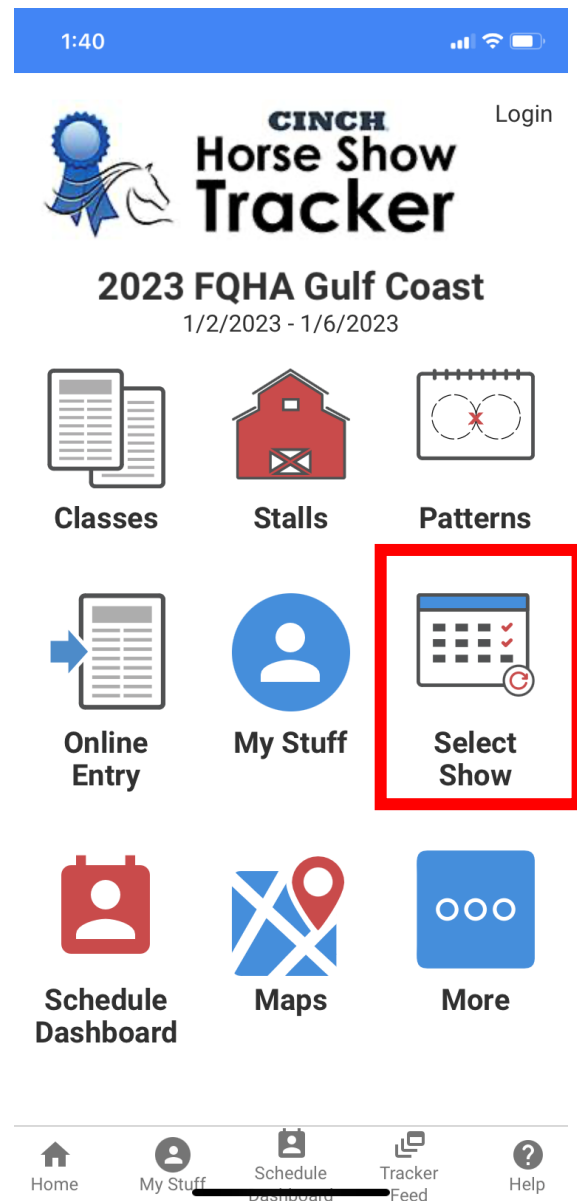 1:40
Login
CINCH
Horse Show
Tracker
2023 FQHA Gulf Coast
1/2/2023 - 1/6/2023
Classes
Stalls
Patterns
Online
Entry
My Stuff
Select
Show
Schedule
Dashboard
Maps
More
Home
My Stuff
Schedule
Dashboard
Tracker
Feed
Help